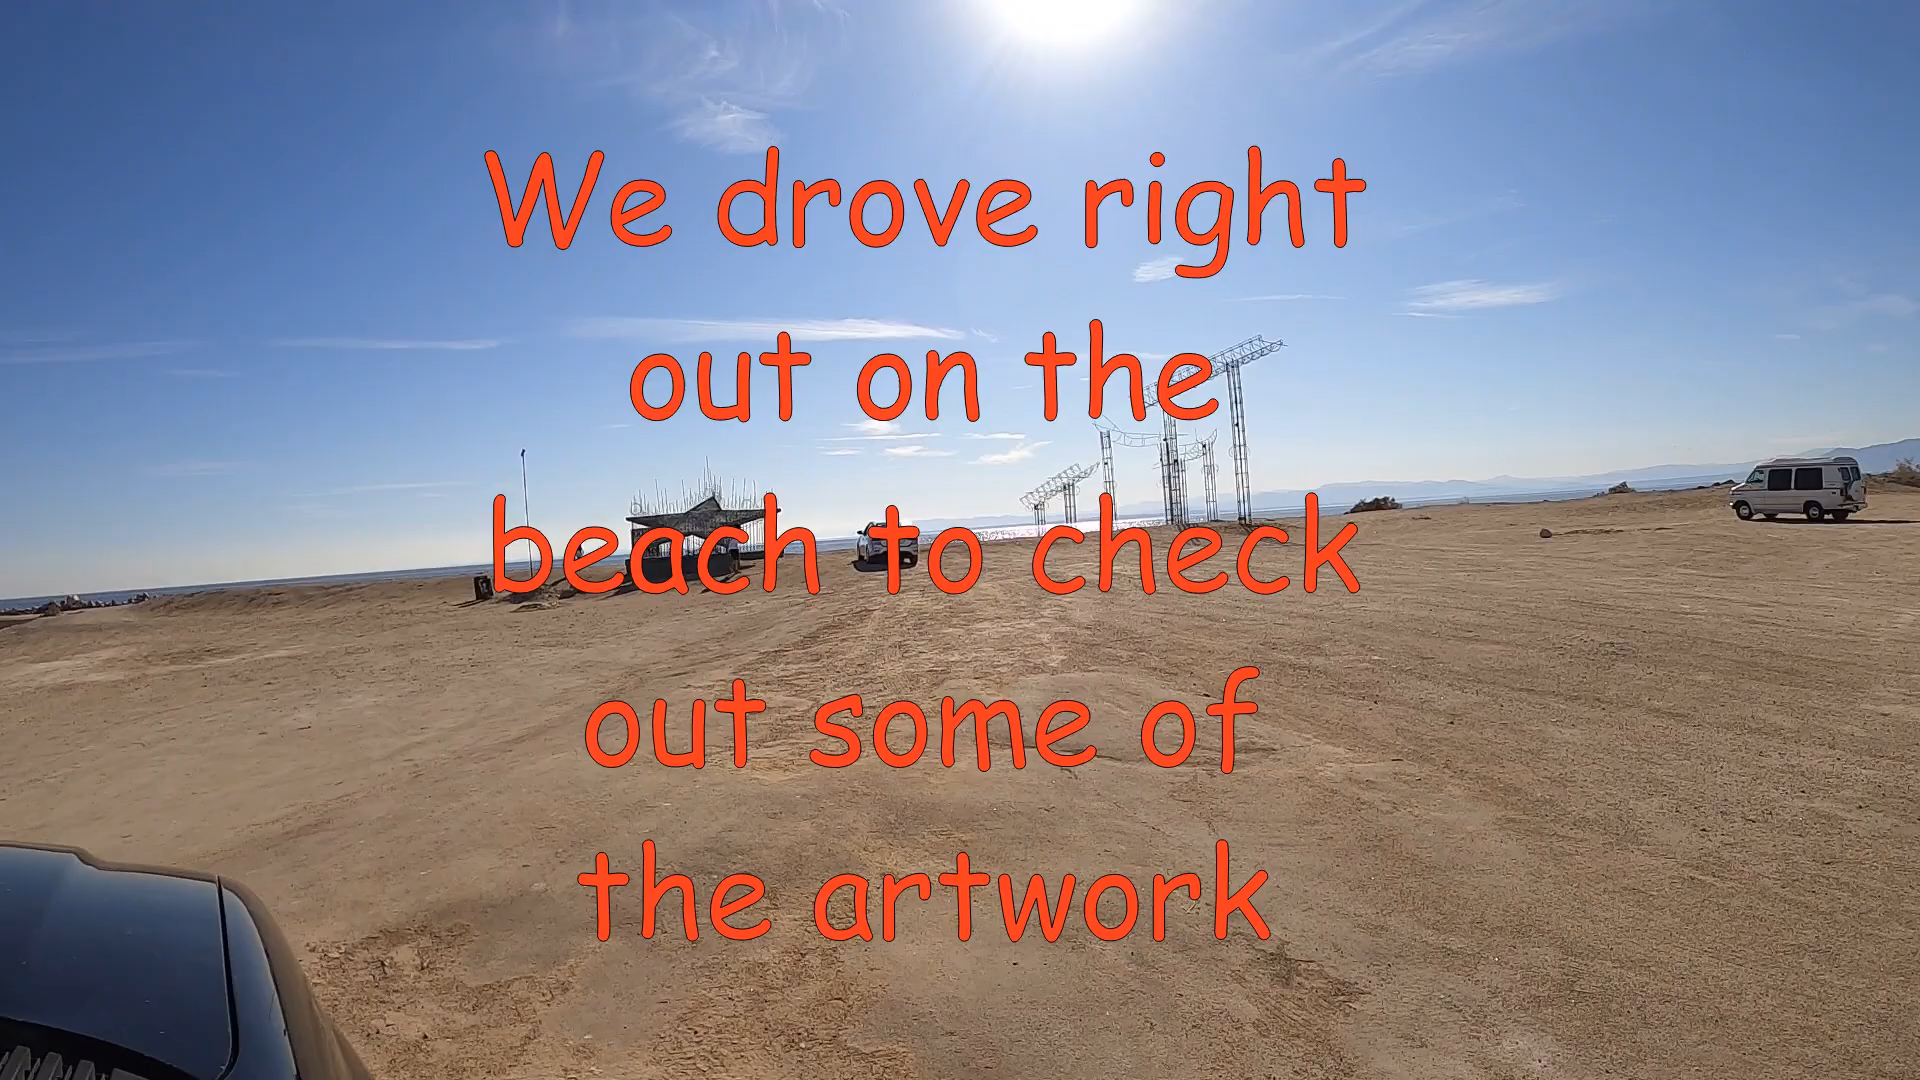 We drove right
out on the
beach to check
out some of
the artwork